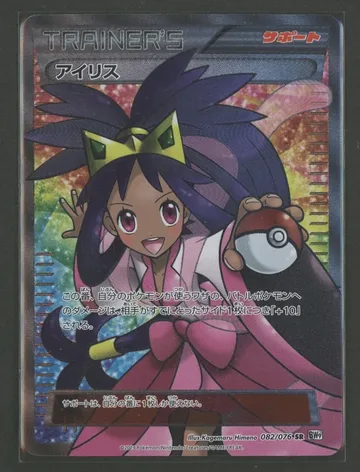 TRAINER'S
サポート
アイリス
この番、自分のポケモンが使うワザの、バトルポケモンへ
のダメージは、相手がすでにとったサイド1枚につき「+10」
される。
サポートは、自分の番に1枚しか使えない。
Illus. Kagemaru Himeno 082/076 SR